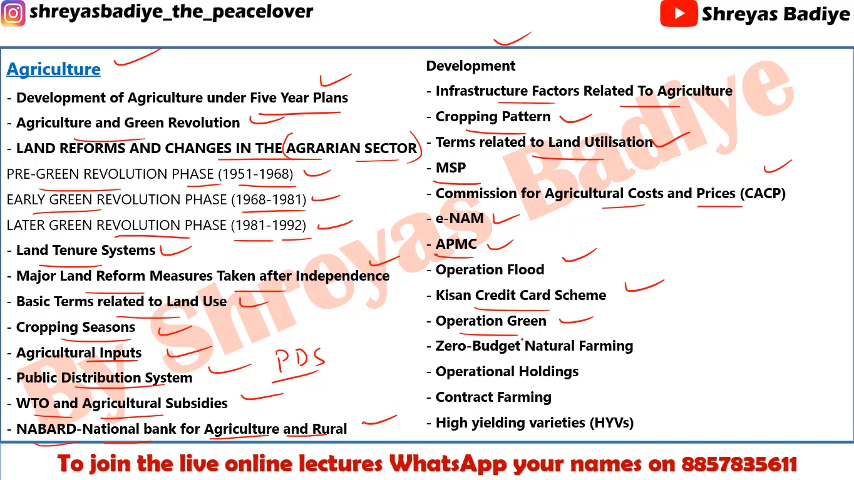 shreyasbadiye_the_peacelover
Shreyas Badiye
Agriculture
- Development of Agriculture under Five Year Plans
- Agriculture and Green Revolution
- LAND REFORMS AND CHANGES IN THE (AGRARIAN SECTOR)
PRE-GREEN REVOLUTION PHASE (1951-1968)
EARLY GREEN REVOLUTION PHASE (1968-1981)
LATER GREEN REVOLUTION PHASE (1981-1992)
- Land Tenure Systems
- Major Land Reform Measures Taken after Independence
- Basic Terms related to Land Use
- Cropping Seasons
- Agricultural Inputs
PDS
- Public Distribution System
- WTO and Agricultural Subsidies
- NABARD-National bank for Agriculture and Rural
Development
- Infrastructure Factors Related To Agriculture
- Cropping Pattern
- Terms related to Land Utilisation
- MSP
- Commission for Agricultural Costs and Prices (CACP)
- e-NAM
- APMC
- Operation Flood
- Kisan Credit Card Scheme
- Operation Green
- Zero-Budget Natural Farming
- Operational Holdings
- Contract Farming
- High yielding varieties (HYVs)
By Shreyas Badiye
To join the live online lectures WhatsApp your names on 8857835611